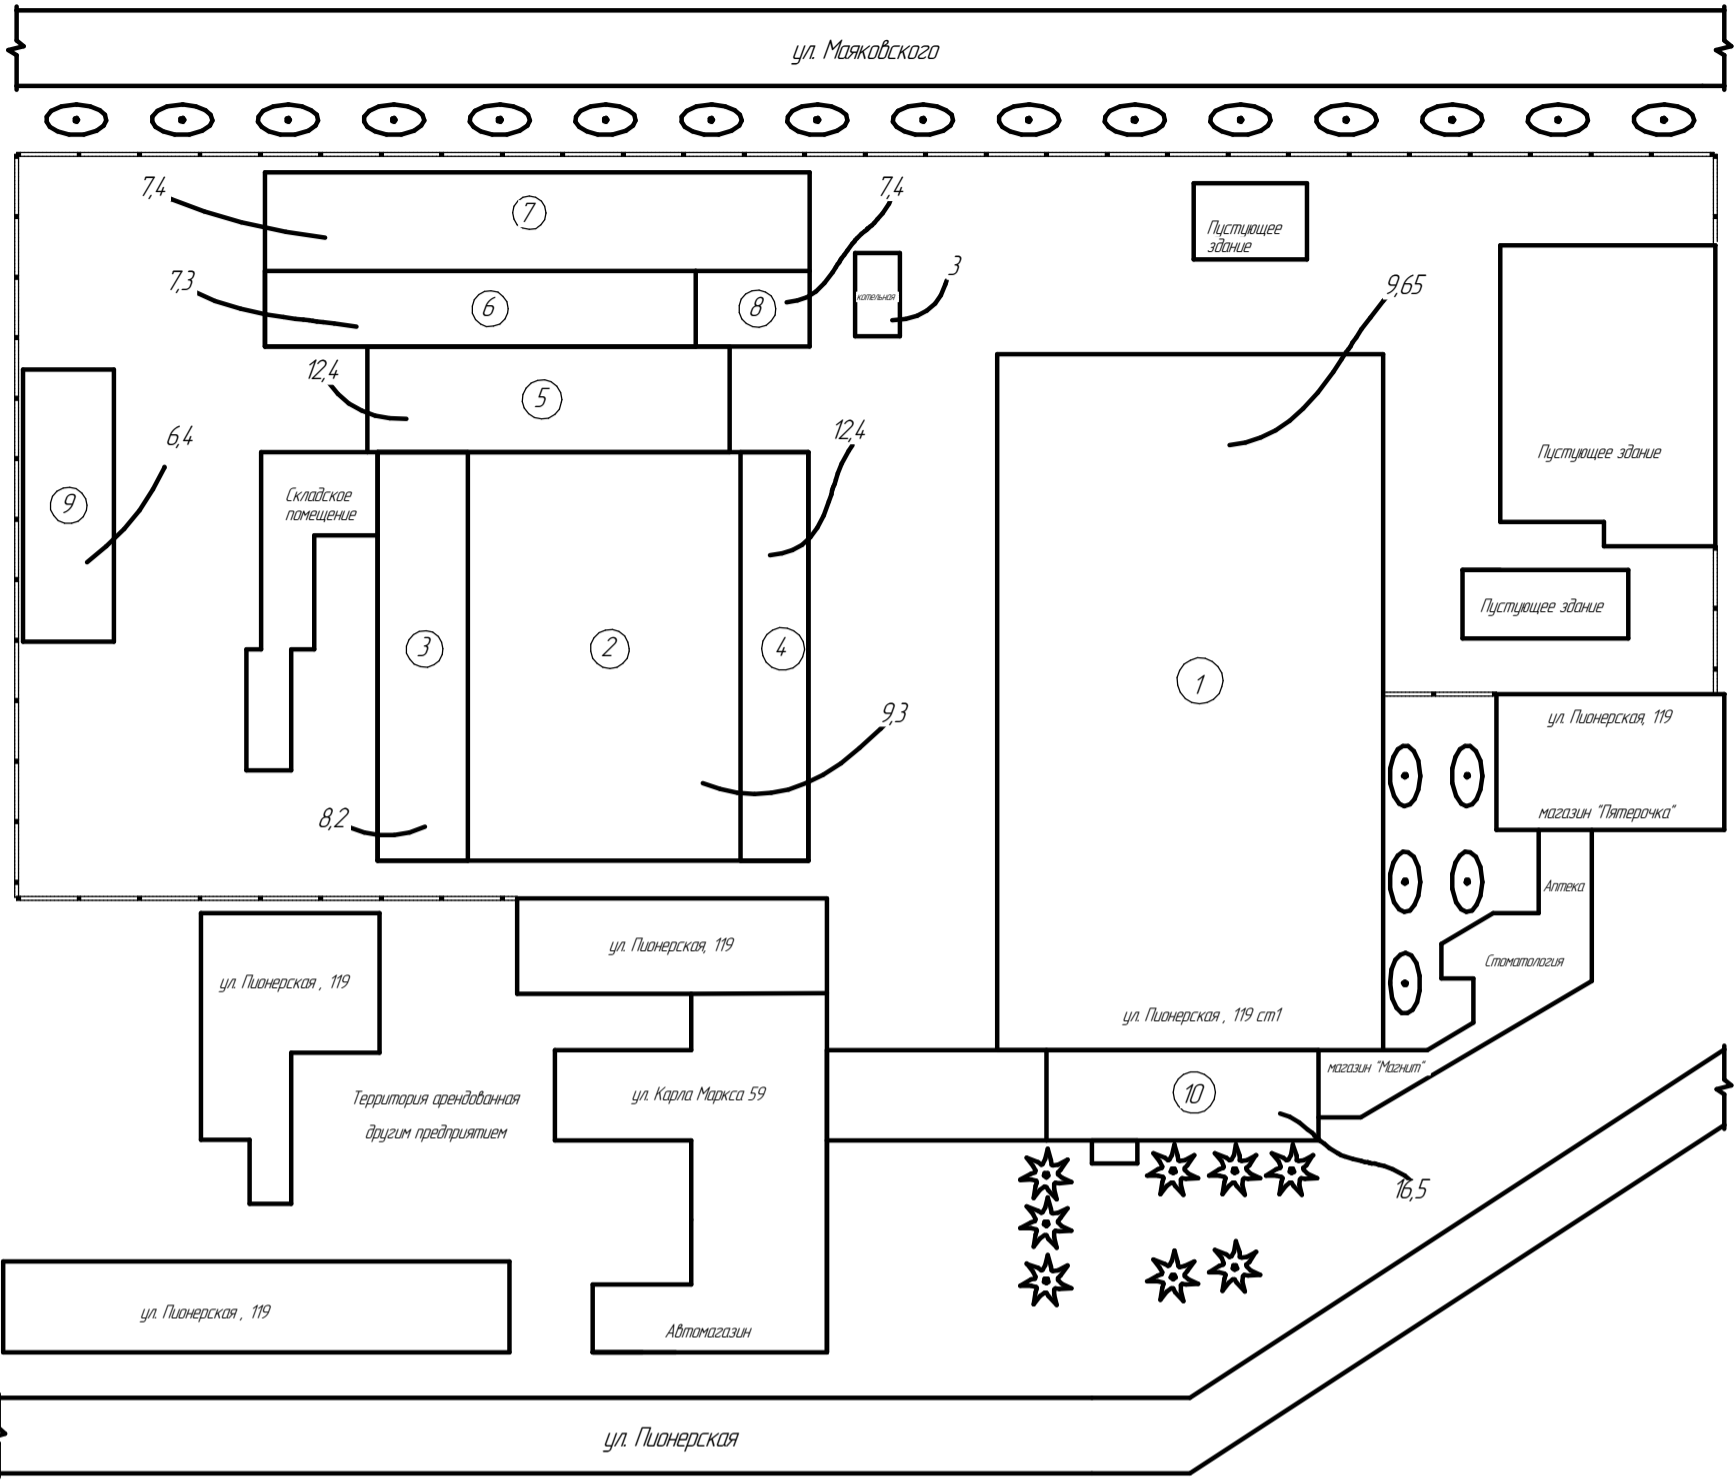 ул. Маяковского
7,4
7
7,4
Пустующее
здание
7,3
6
8
котельная
3
9,65
12,4
5
6,4
12,4
Пустующее здание
9
Складское
помещение
Пустующее здание
3
2
4
1
9,3
ул. Пионерская, 119
8,2
магазин "Пятерочка"
Аптека
ул. Пионерская, 119
Стоматология
ул. Пионерская , 119
ул. Пионерская , 119 ст1
магазин "Магнит"
Территория арендованная
другим предприятием
ул. Карла Маркса 59
10
16,5
ул. Пионерская , 119
Автомагазин
ул. Пионерская